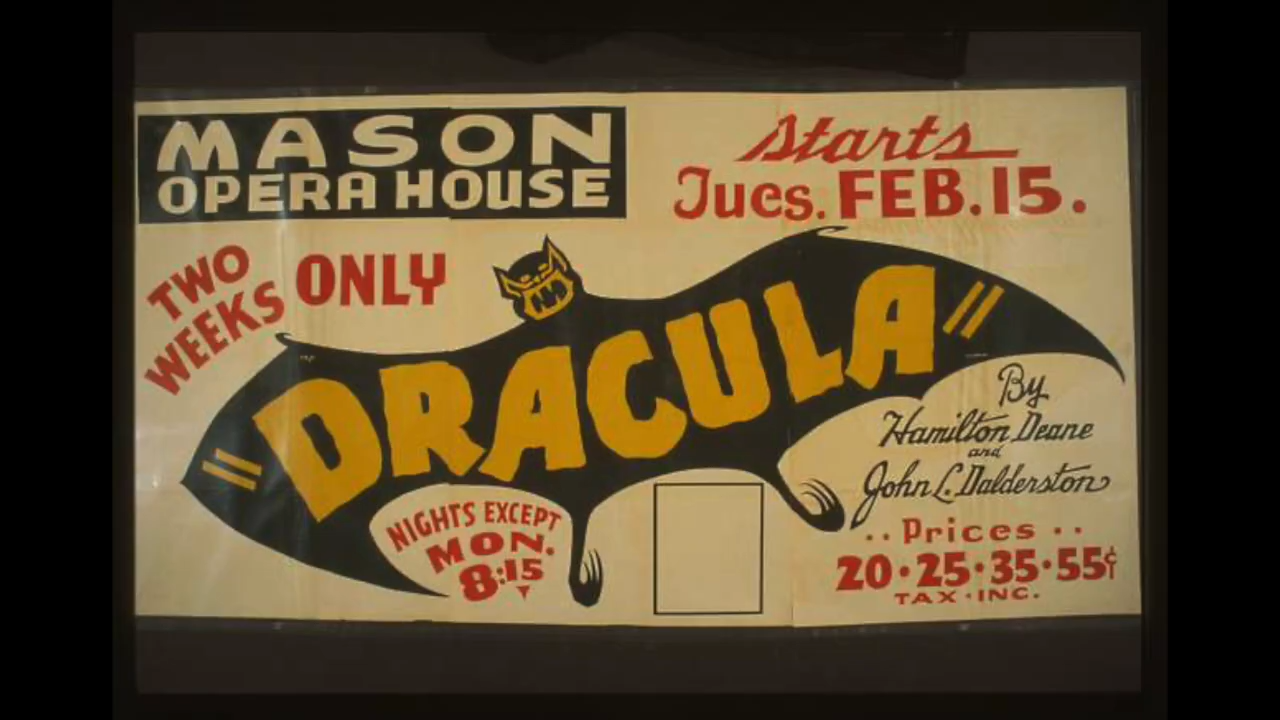 MASON
OPERA HOUSE
Starts
Tues. FEB. 15.
TWO
WEEKS ONLY
"DRACULA"
By
Hamilton Deane
and
John L. Dalderston
NIGHTS EXCEPT
MON.
8:15
·· Prices ··
20·25·35·55¢
TAX·INC.